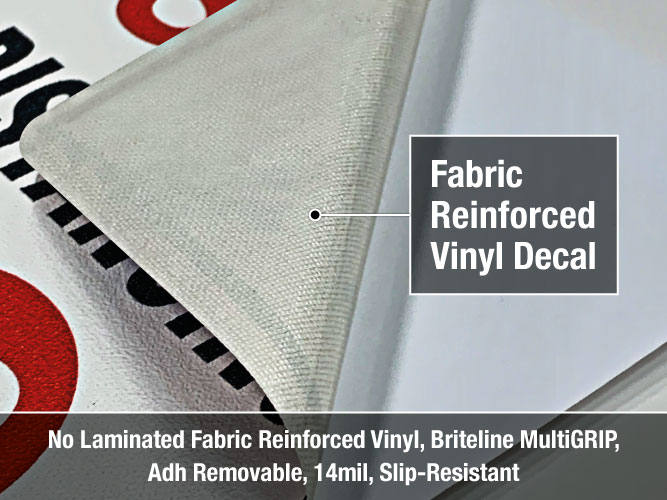 Fabric
Reinforced
Vinyl Decal
No Laminated Fabric Reinforced Vinyl, Briteline MultiGRIP,
Adh Removable, 14mil, Slip-Resistant